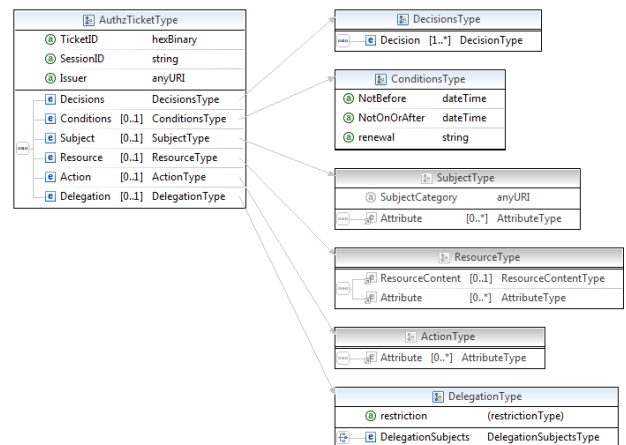 AuthzTicketType
TicketID hexBinary
SessionID string
Issuer anyURI
Decisions DecisionsType
Conditions [0..1] ConditionsType
Subject [0..1] SubjectType
Resource [0..1] ResourceType
Action [0..1] ActionType
Delegation [0..1] DelegationType
DecisionsType
Decision [1..*] DecisionType
ConditionsType
NotBefore dateTime
NotOnOrAfter dateTime
renewal string
SubjectType
SubjectCategory anyURI
Attribute [0..*] AttributeType
ResourceType
ResourceContent [0..1] ResourceContentType
Attribute [0..*] AttributeType
ActionType
Attribute [0..*] AttributeType
DelegationType
restriction (restrictionType)
DelegationSubjects DelegationSubjectsType